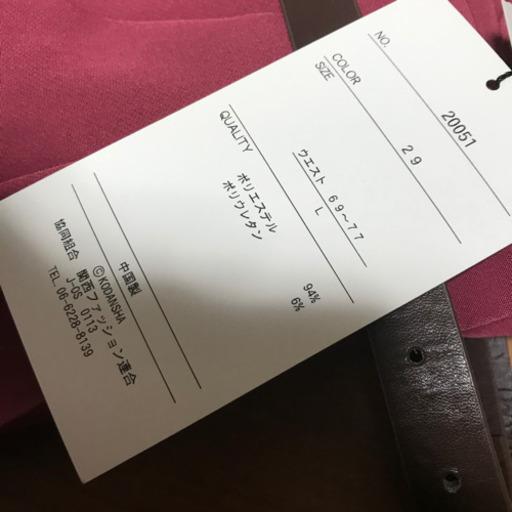 NO. 20051
COLOR 29
SIZE ウエスト 69〜77
L
QUALITY ポリエステル 94%
ポリウレタン 6%
中国製
©KODANSHA
J-OS 0113
協同組合 関西ファッション連合
TEL.06-6228-8139